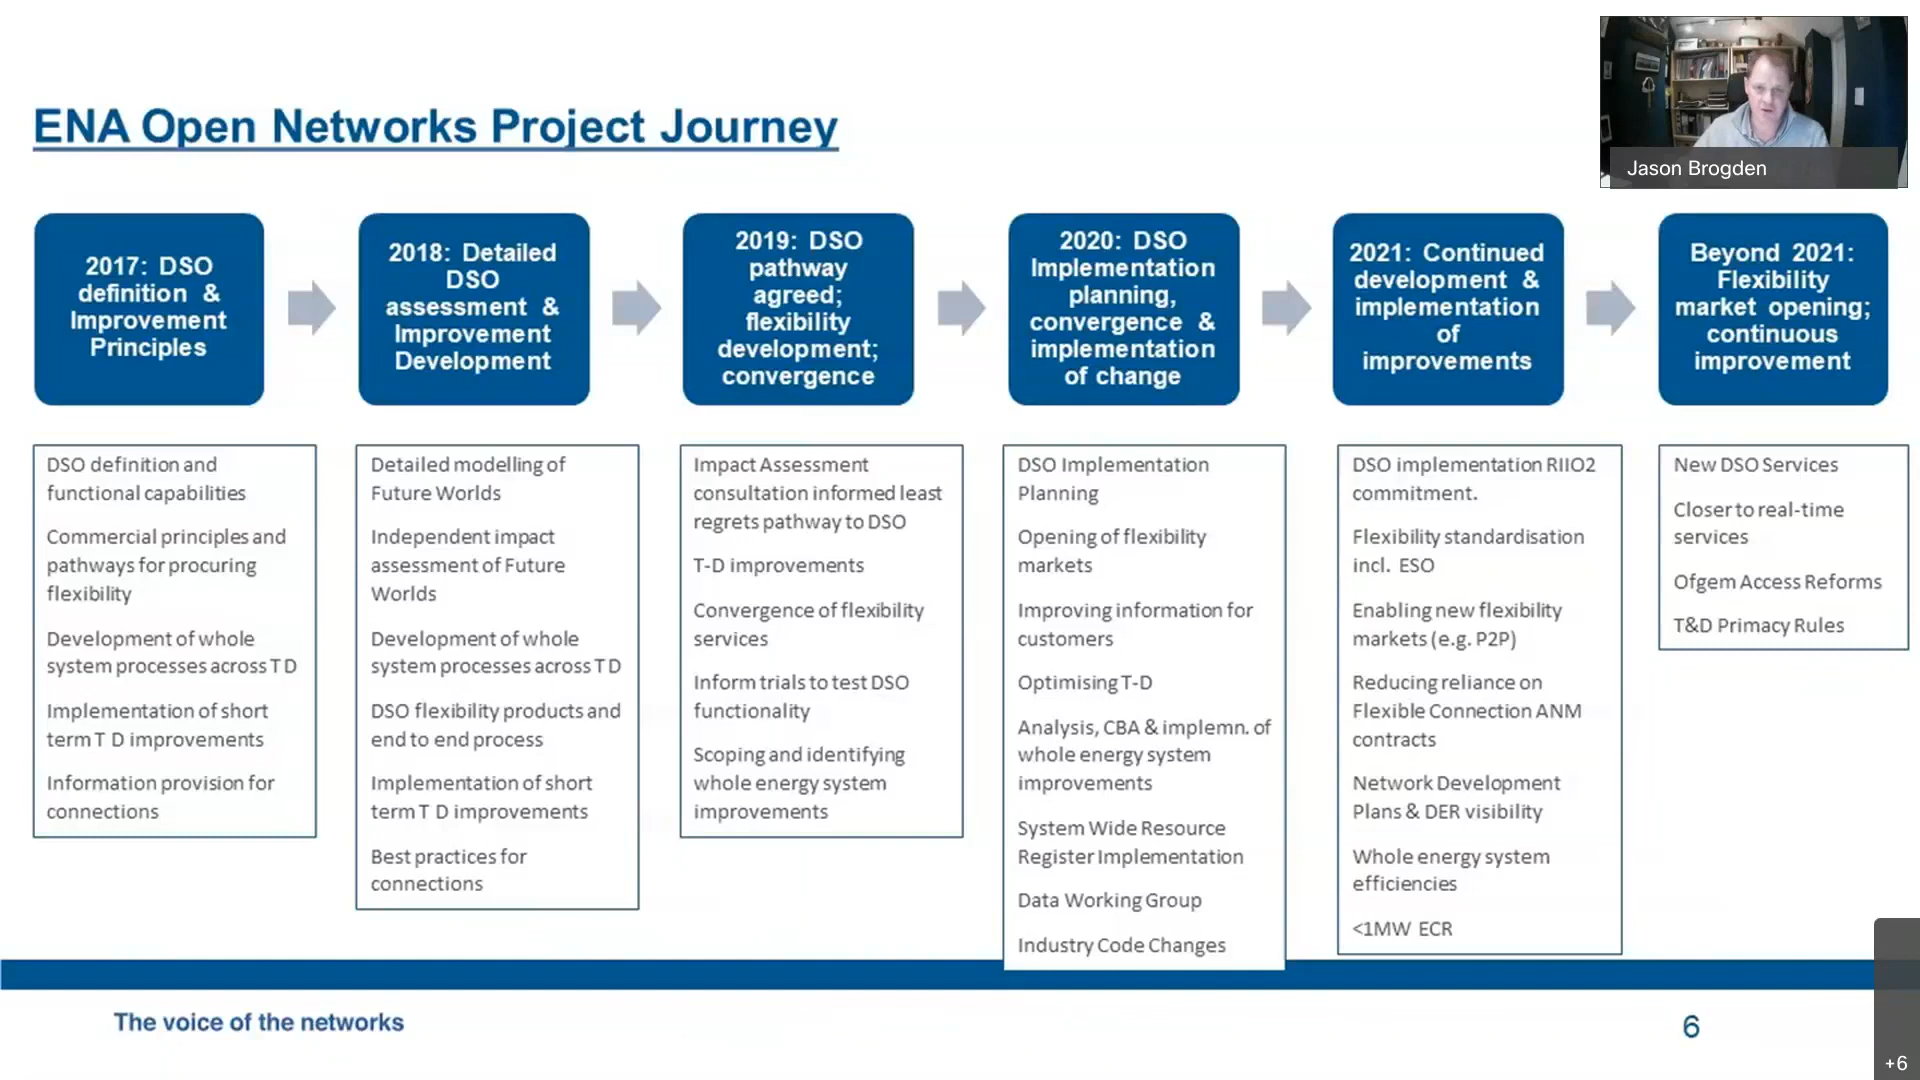 Jason Brogden
ENA Open Networks Project Journey
2017: DSO
definition &
Improvement
Principles
2018: Detailed
DSO
assessment &
Improvement
Development
2019: DSO
pathway
agreed;
flexibility
development;
convergence
2020: DSO
Implementation
planning,
convergence &
implementation
of change
2021: Continued
development &
implementation
of
improvements
Beyond 2021:
Flexibility
market opening;
continuous
improvement
DSO definition and
functional capabilities
Commercial principles and
pathways for procuring
flexibility
Development of whole
system processes across T D
Implementation of short
term T D improvements
Information provision for
connections
Detailed modelling of
Future Worlds
Independent impact
assessment of Future
Worlds
Development of whole
system processes across T D
DSO flexibility products and
end to end process
Implementation of short
term T D improvements
Best practices for
connections
Impact Assessment
consultation informed least
regrets pathway to DSO
T-D improvements
Convergence of flexibility
services
Inform trials to test DSO
functionality
Scoping and identifying
whole energy system
improvements
DSO Implementation
Planning
Opening of flexibility
markets
Improving information for
customers
Optimising T-D
Analysis, CBA & implemn. of
whole energy system
improvements
System Wide Resource
Register Implementation
Data Working Group
Industry Code Changes
DSO implementation RIIO2
commitment.
Flexibility standardisation
incl. ESO
Enabling new flexibility
markets (e.g. P2P)
Reducing reliance on
Flexible Connection ANM
contracts
Network Development
Plans & DER visibility
Whole energy system
efficiencies
<1MW ECR
New DSO Services
Closer to real-time
services
Ofgem Access Reforms
T&D Primacy Rules
The voice of the networks
6
+6